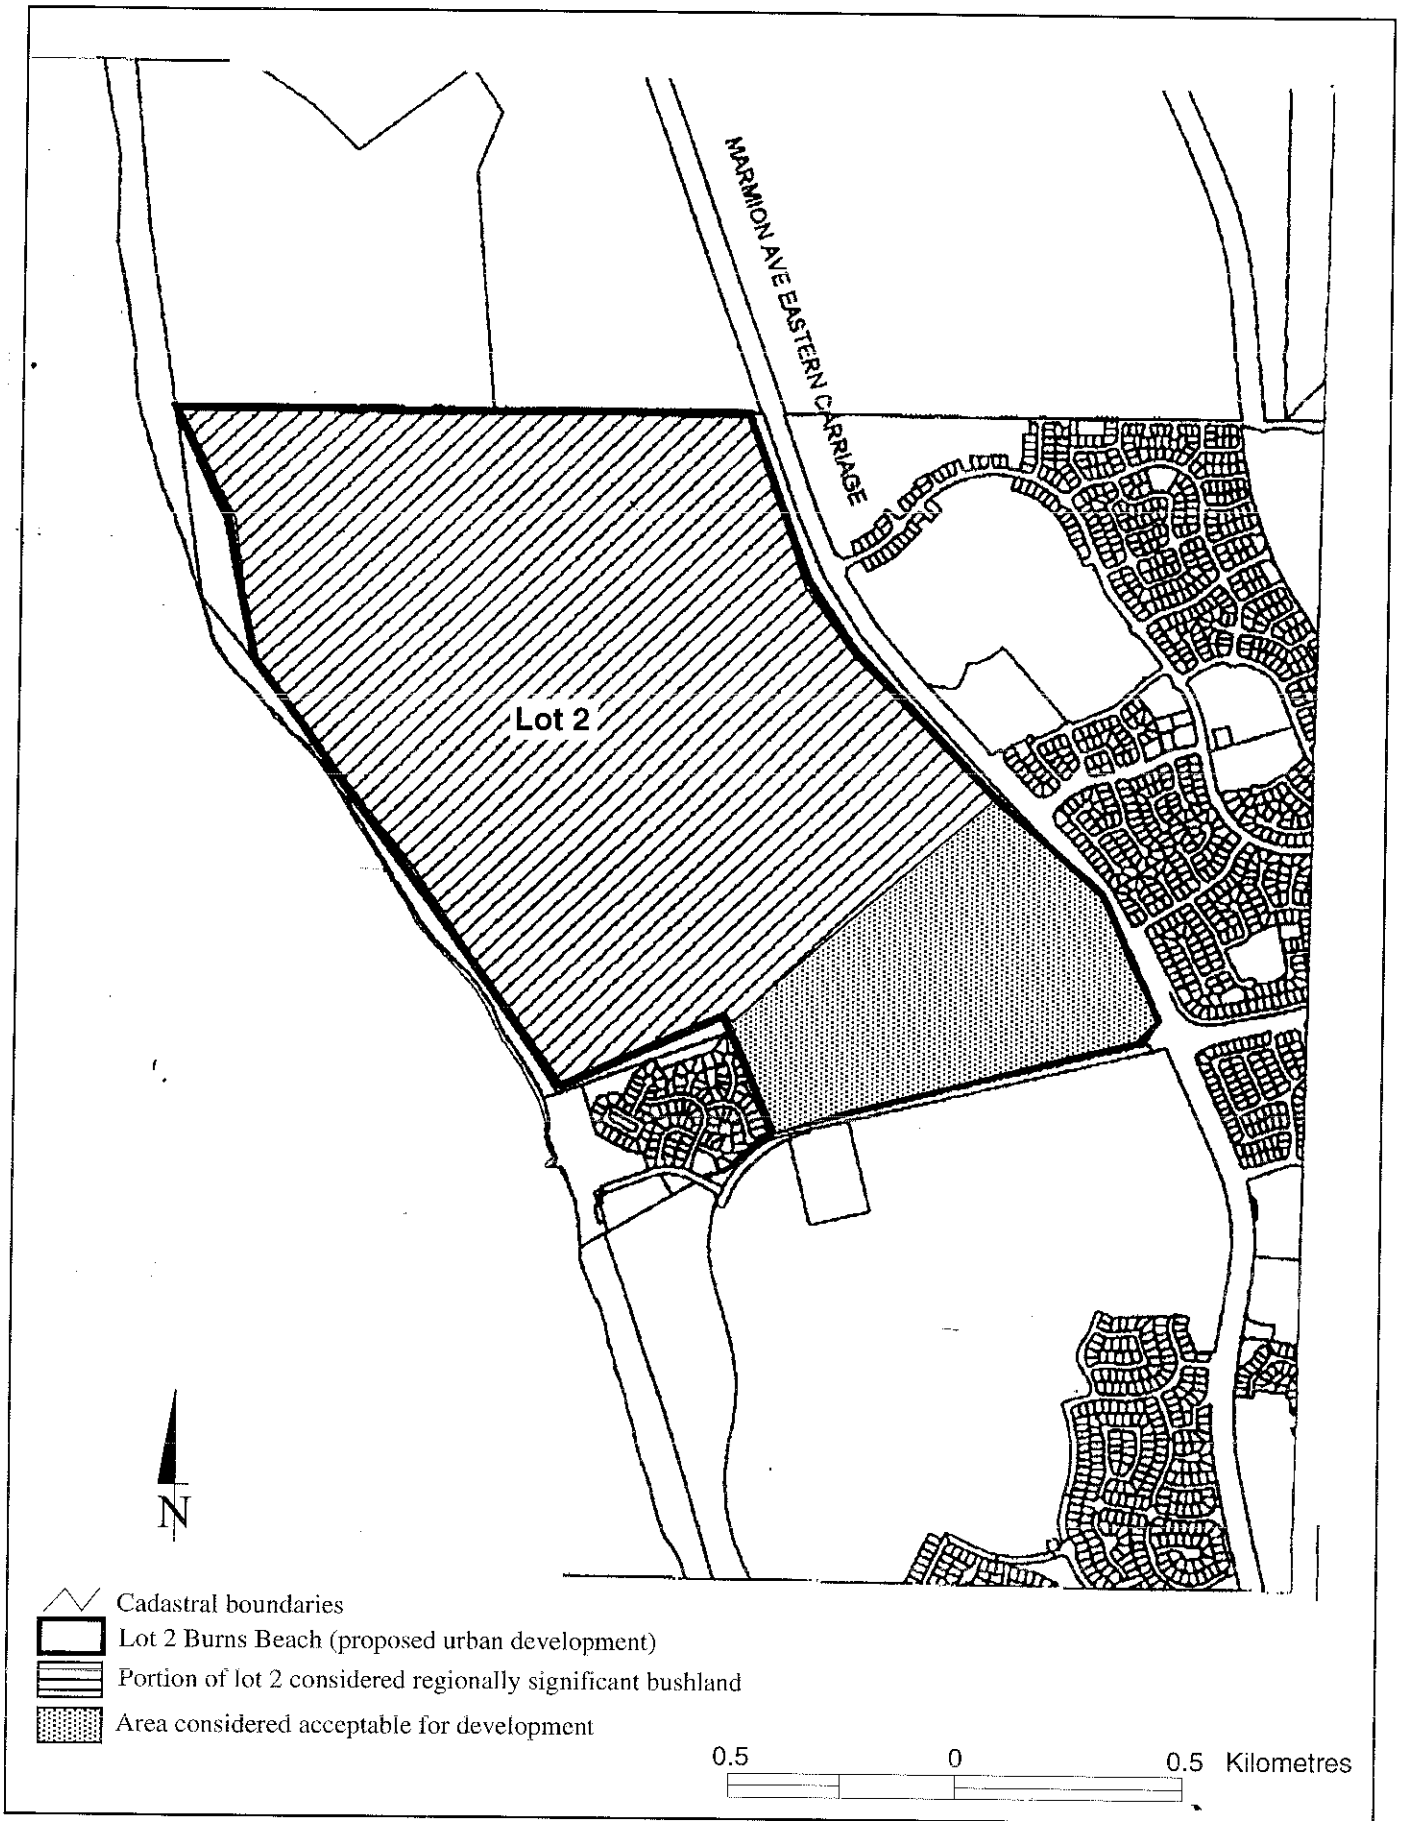 MARMION AVE EASTERN CARRIAGE
Lot 2
N
Cadastral boundaries
Lot 2 Burns Beach (proposed urban development)
Portion of lot 2 considered regionally significant bushland
Area considered acceptable for development
0.5 0 0.5 Kilometres